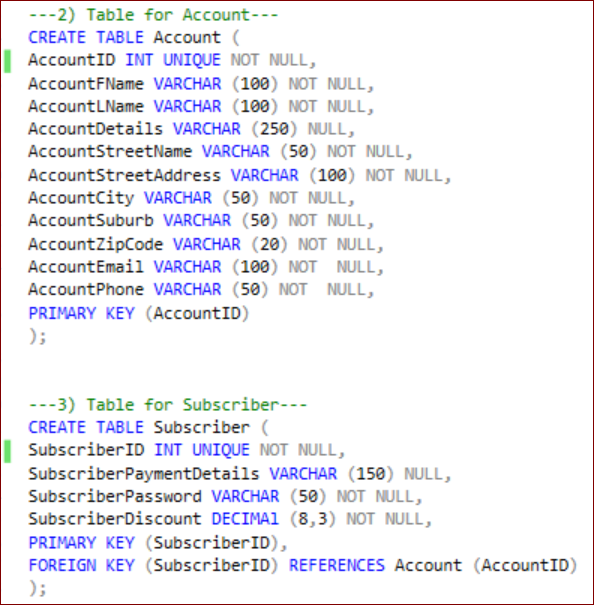 ---2) Table for Account---
CREATE TABLE Account (
AccountID INT UNIQUE NOT NULL,
AccountFName VARCHAR (100) NOT NULL,
AccountLName VARCHAR (100) NOT NULL,
AccountDetails VARCHAR (250) NULL,
AccountStreetName VARCHAR (50) NOT NULL,
AccountStreetAddress VARCHAR (100) NOT NULL,
AccountCity VARCHAR (50) NOT NULL,
AccountSuburb VARCHAR (50) NOT NULL,
AccountZipCode VARCHAR (20) NOT NULL,
AccountEmail VARCHAR (100) NOT  NULL,
AccountPhone VARCHAR (50) NOT  NULL,
PRIMARY KEY (AccountID)
);
---3) Table for Subscriber---
CREATE TABLE Subscriber (
SubscriberID INT UNIQUE NOT NULL,
SubscriberPaymentDetails VARCHAR (150) NULL,
SubscriberPassword VARCHAR (50) NOT NULL,
SubscriberDiscount DECIMAl (8,3) NOT NULL,
PRIMARY KEY (SubscriberID),
FOREIGN KEY (SubscriberID) REFERENCES Account (AccountID)
);